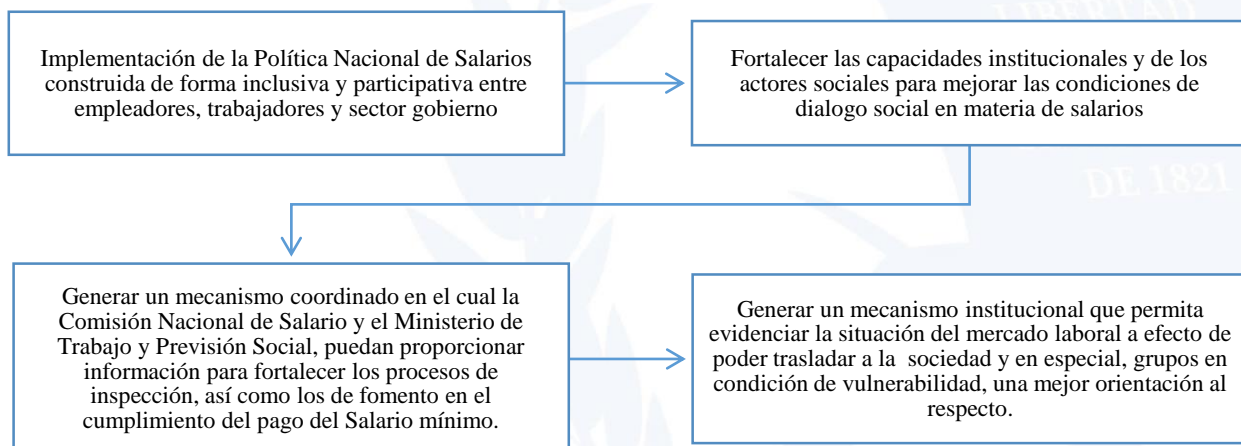 LIBERTAD
Implementación de la Política Nacional de Salarios
construida de forma inclusiva y participativa entre
empleadores, trabajadores y sector gobierno
Fortalecer las capacidades institucionales y de los
actores sociales para mejorar las condiciones de
dialogo social en materia de salarios
DE 1821
Generar un mecanismo coordinado en el cual la
Comisión Nacional de Salario y el Ministerio de
Trabajo y Previsión Social, puedan proporcionar
información para fortalecer los procesos de
inspección, así como los de fomento en el
cumplimiento del pago del Salario mínimo.
Generar un mecanismo institucional que permita
evidenciar la situación del mercado laboral a efecto de
poder trasladar a la sociedad y en especial, grupos en
condición de vulnerabilidad, una mejor orientación al
respecto.